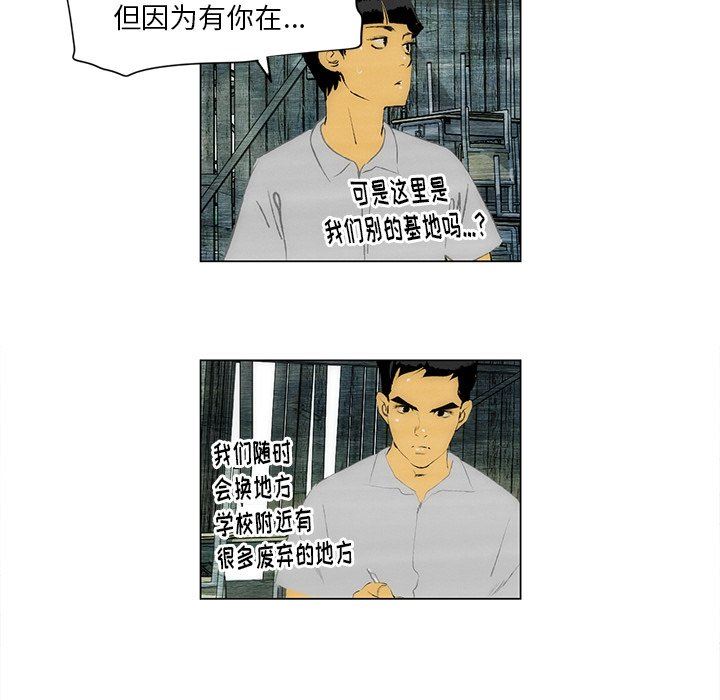 但因为有你在...
可是这里是
我们别的基地吗...?
我们随时
会换地方
学校附近有
很多废弃的地方